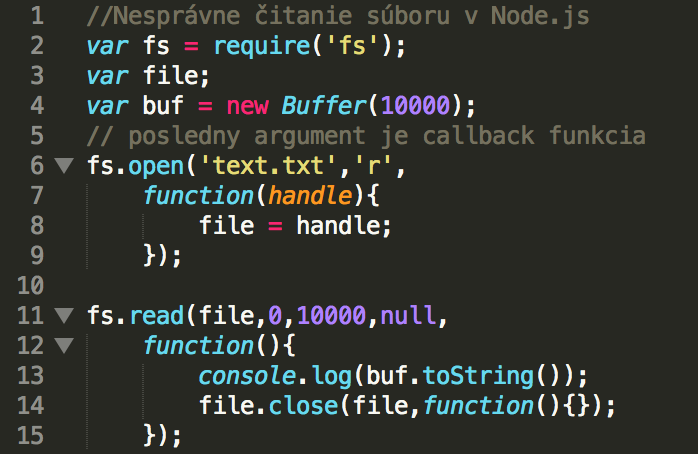 1 //Nesprávne čitanie súboru v Node.js
2 var fs = require('fs');
3 var file;
4 var buf = new Buffer(10000);
5 // posledny argument je callback funkcia
6 fs.open('text.txt','r',
7 function(handle){
8 file = handle;
9 });
10
11 fs.read(file,0,10000,null,
12 function(){
13 console.log(buf.toString());
14 file.close(file,function(){});
15 });